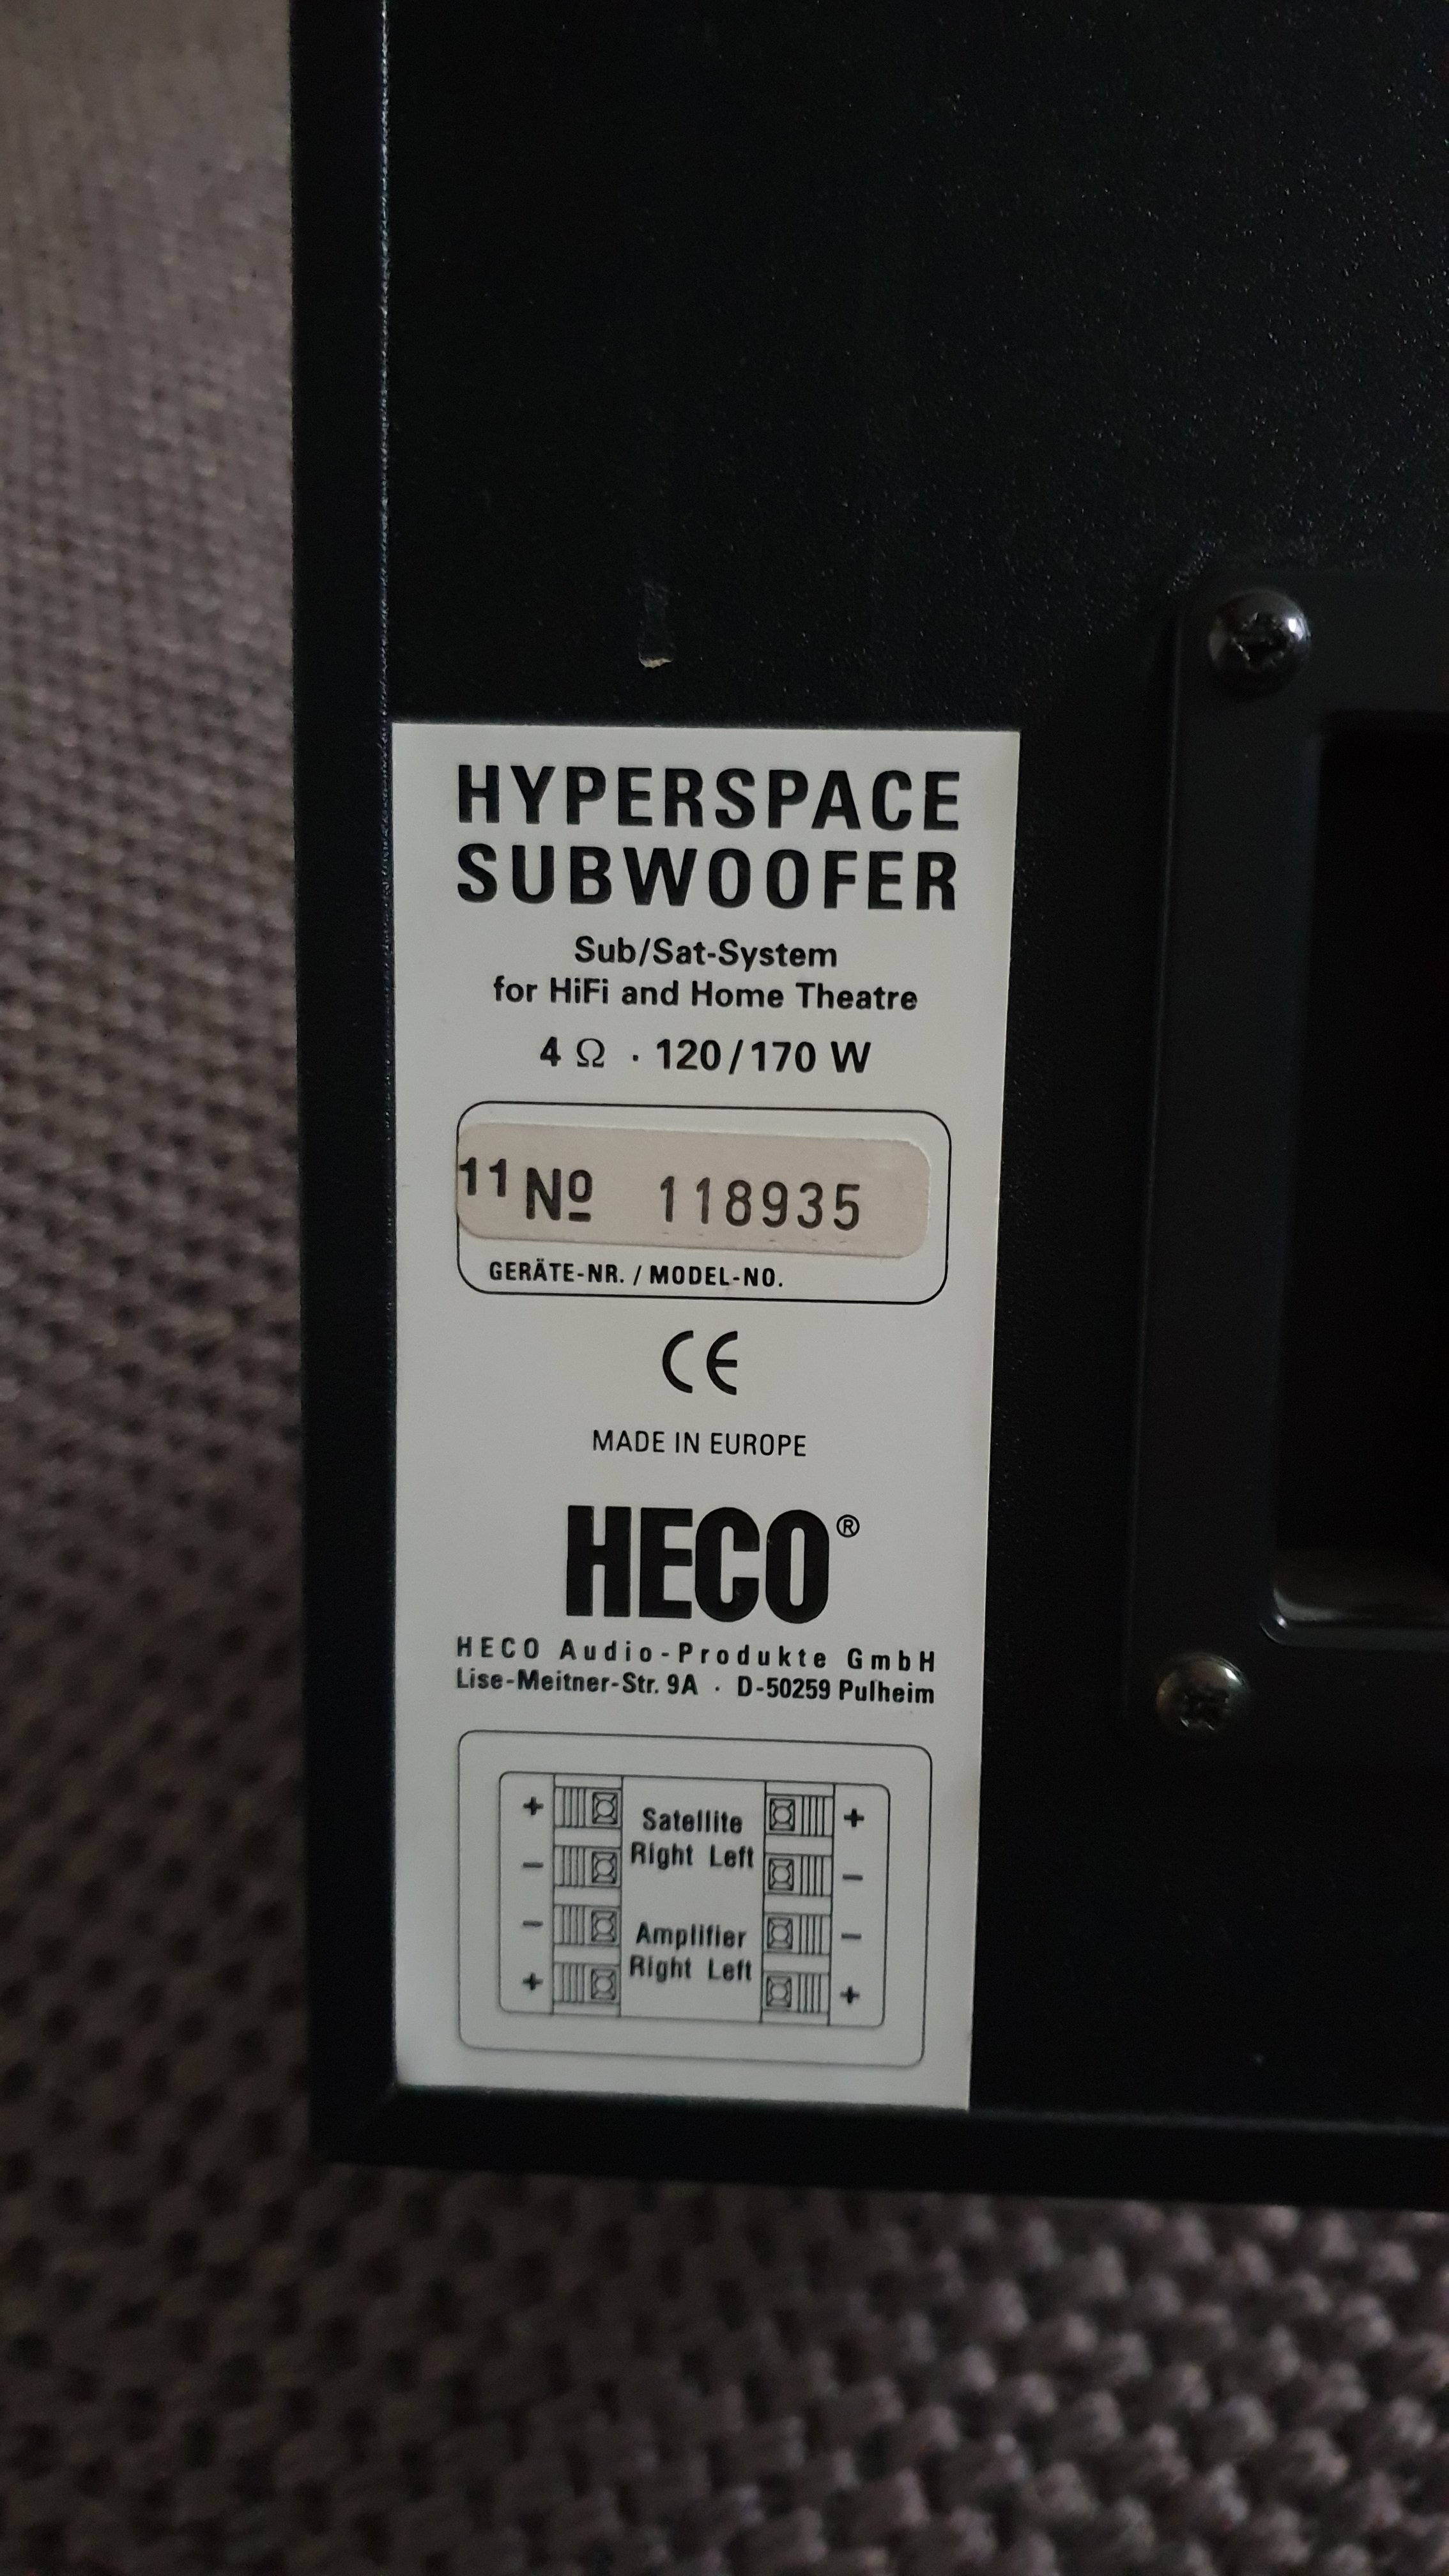 HYPERSPACE
SUBWOOFER
Sub/Sat-System
for HiFi and Home Theatre
4 Ω · 120/170 W
11 Nº 118935
GERÄTE-NR. / MODEL-NO.
CE
MADE IN EUROPE
HECO®
HECO Audio-Produkte GmbH
Lise-Meitner-Str. 9A · D-50259 Pulheim
+ Satellite +
− Right Left −
− Amplifier −
+ Right Left +